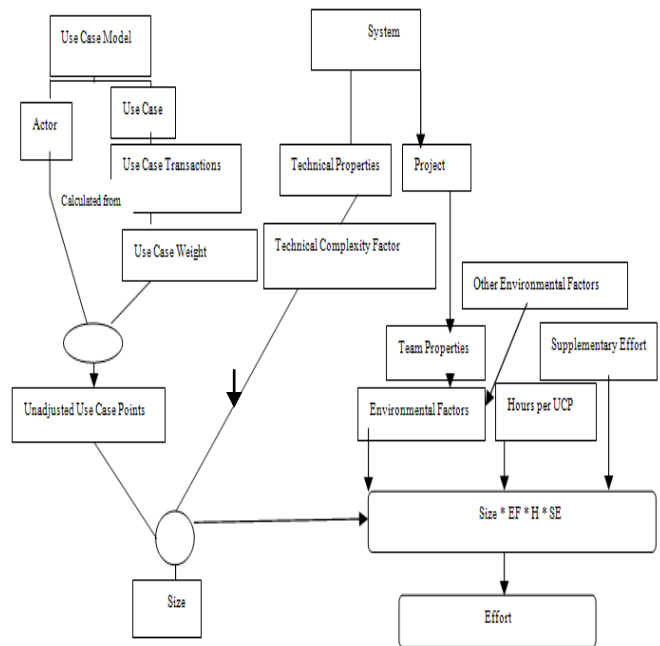 Use Case Model
System
Actor
Use Case
Use Case Transactions
Technical Properties
Project
Calculated from
Use Case Weight
Technical Complexity Factor
Other Environmental Factors
Team Properties
Supplementary Effort
Unadjusted Use Case Points
Environmental Factors
Hours per UCP
Size * EF * H * SE
Size
Effort